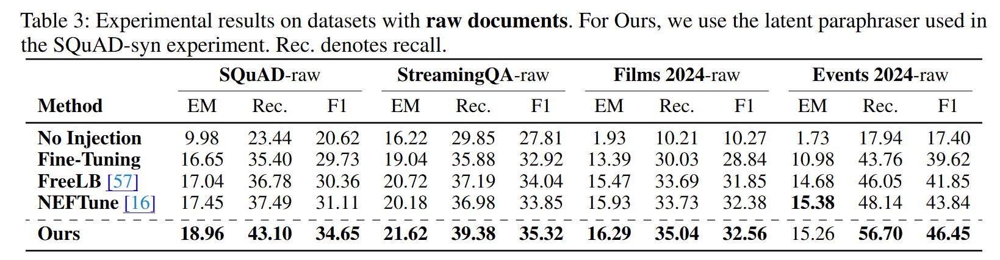 Table 3: Experimental results on datasets with raw documents. For Ours, we use the latent paraphraser used in
the SQuAD-syn experiment. Rec. denotes recall.
SQuAD-raw StreamingQA-raw Films 2024-raw Events 2024-raw
Method EM Rec. F1 EM Rec. F1 EM Rec. F1 EM Rec. F1
No Injection 9.98 23.44 20.62 16.22 29.85 27.81 1.93 10.21 10.27 1.73 17.94 17.40
Fine-Tuning 16.65 35.40 29.73 19.04 35.88 32.92 13.39 30.03 28.84 10.98 43.76 39.62
FreeLB [57] 17.04 36.78 30.36 20.72 37.19 34.04 15.47 33.69 31.85 14.68 46.05 41.85
NEFTune [16] 17.45 37.49 31.11 20.18 36.98 33.85 15.93 33.73 32.38 15.38 48.14 43.84
Ours 18.96 43.10 34.65 21.62 39.38 35.32 16.29 35.04 32.56 15.26 56.70 46.45